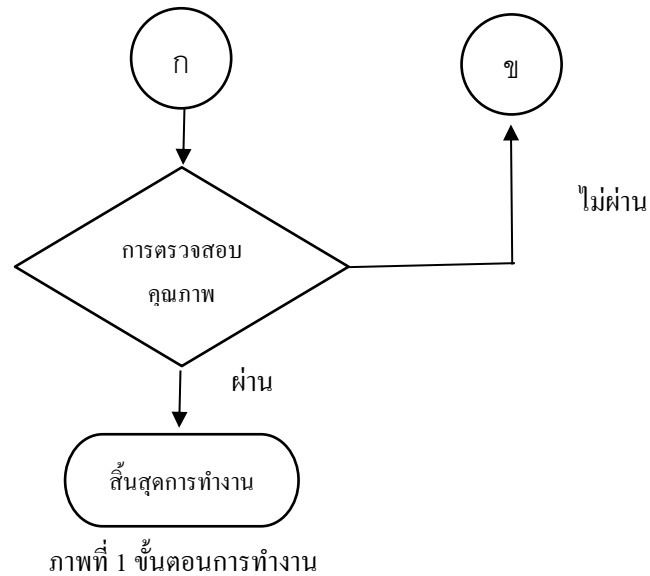 ก
ข
ไม่ผ่าน
การตรวจสอบ
คุณภาพ
ผ่าน
สิ้นสุดการทำงาน
ภาพที่ 1 ขั้นตอนการทำงาน